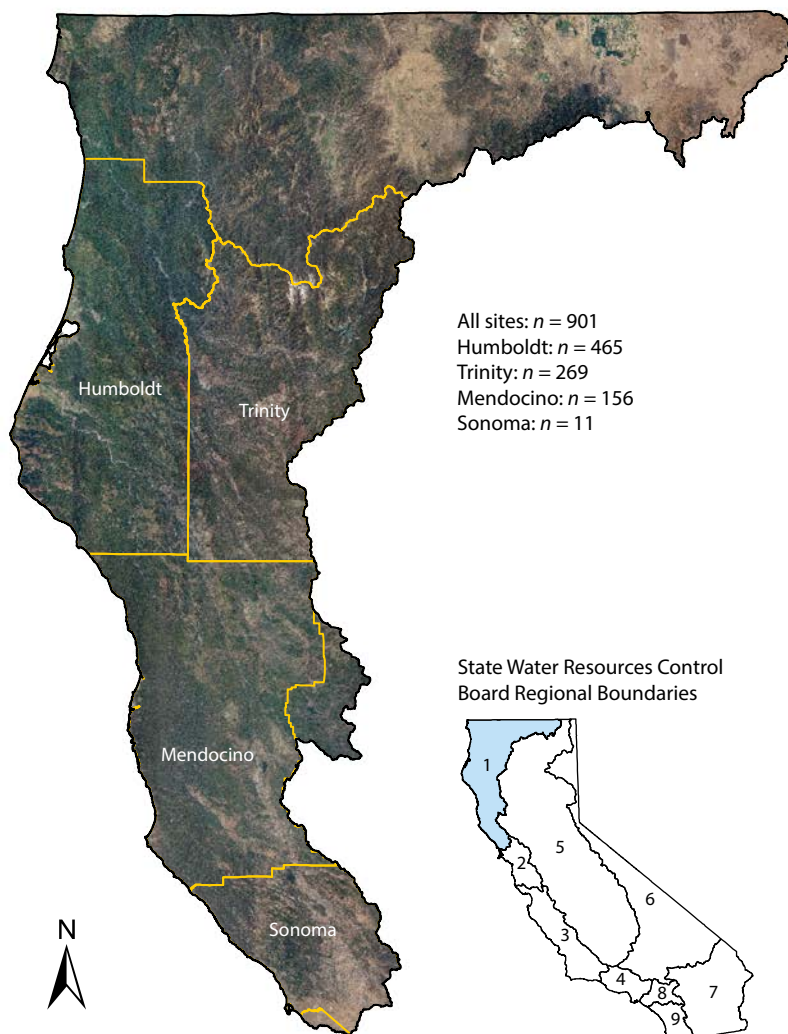 All sites: n = 901
Humboldt: n = 465
Trinity: n = 269
Mendocino: n = 156
Sonoma: n = 11
Humboldt
Trinity
Mendocino
Sonoma
N
State Water Resources Control
Board Regional Boundaries
1
2
3
4
5
6
7
8
9